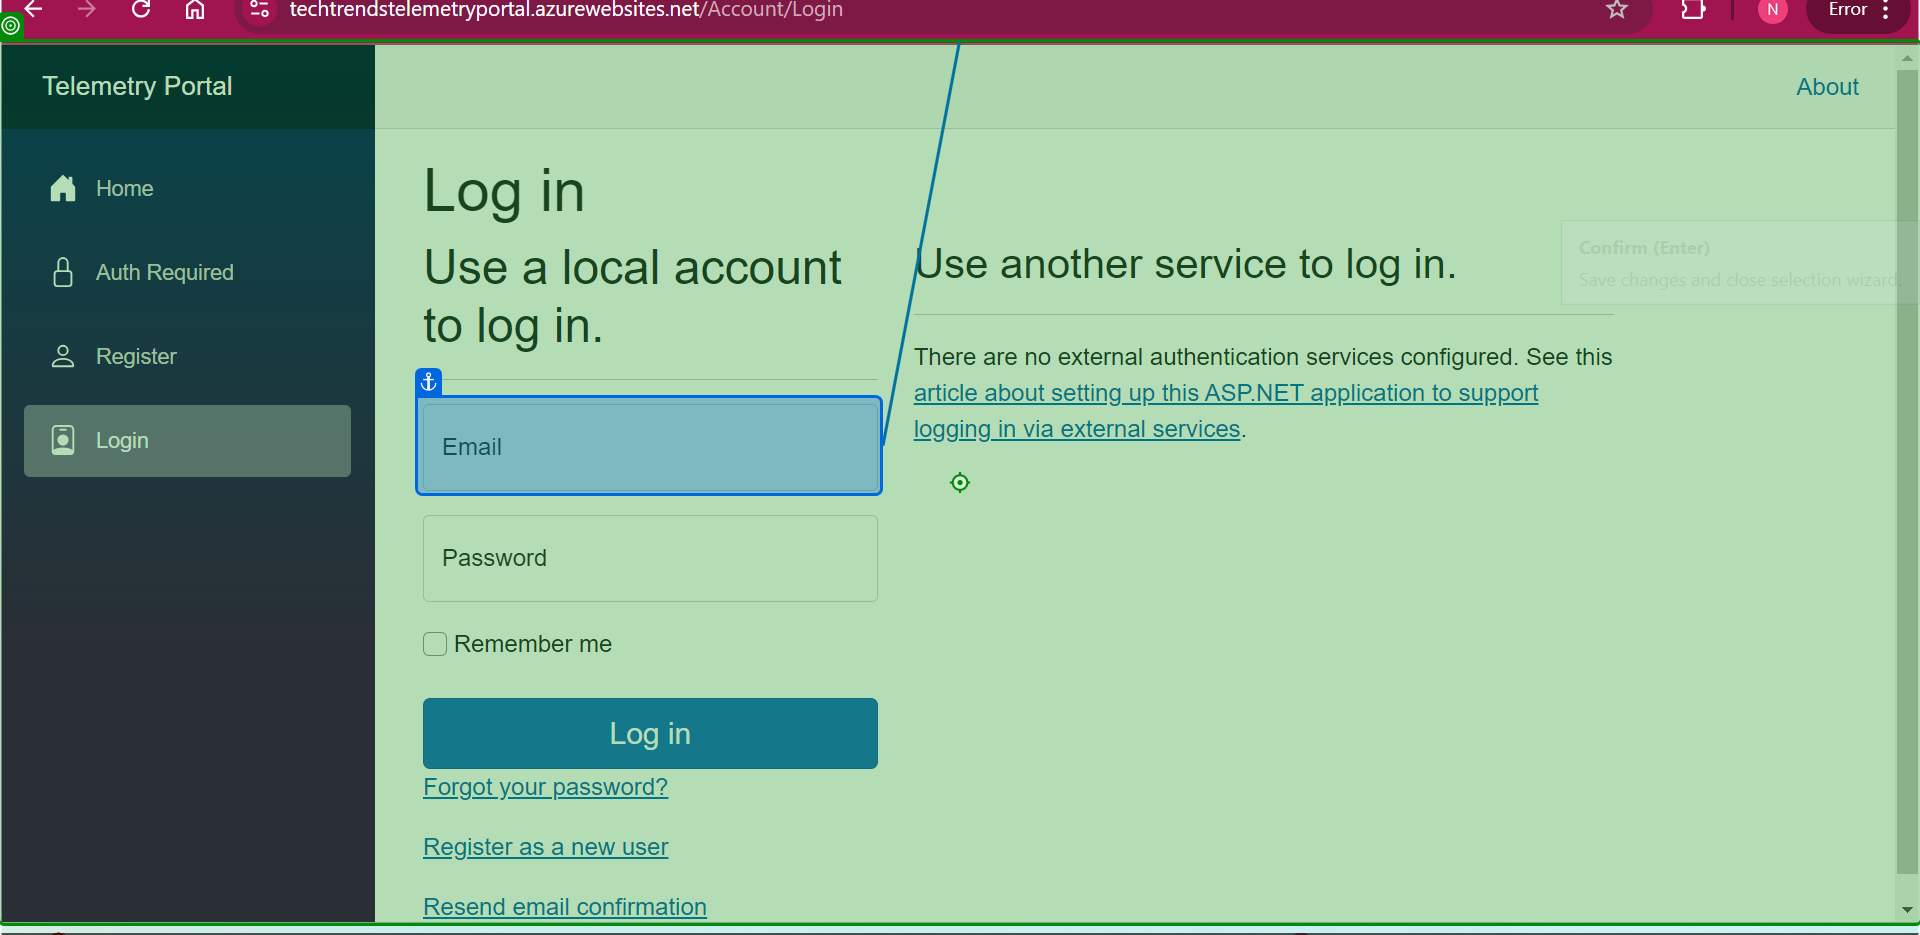 techtrendstelemetryportal.azurewebsites.net/Account/Login
N
Error
Telemetry Portal
About
Home
Auth Required
Register
Login
Log in
Use a local account
to log in.
Email
Password
Remember me
Log in
Forgot your password?
Register as a new user
Resend email confirmation
Use another service to log in.
There are no external authentication services configured. See this
article about setting up this ASP.NET application to support
logging in via external services.
Confirm (Enter)
Save changes and close selection wizard.